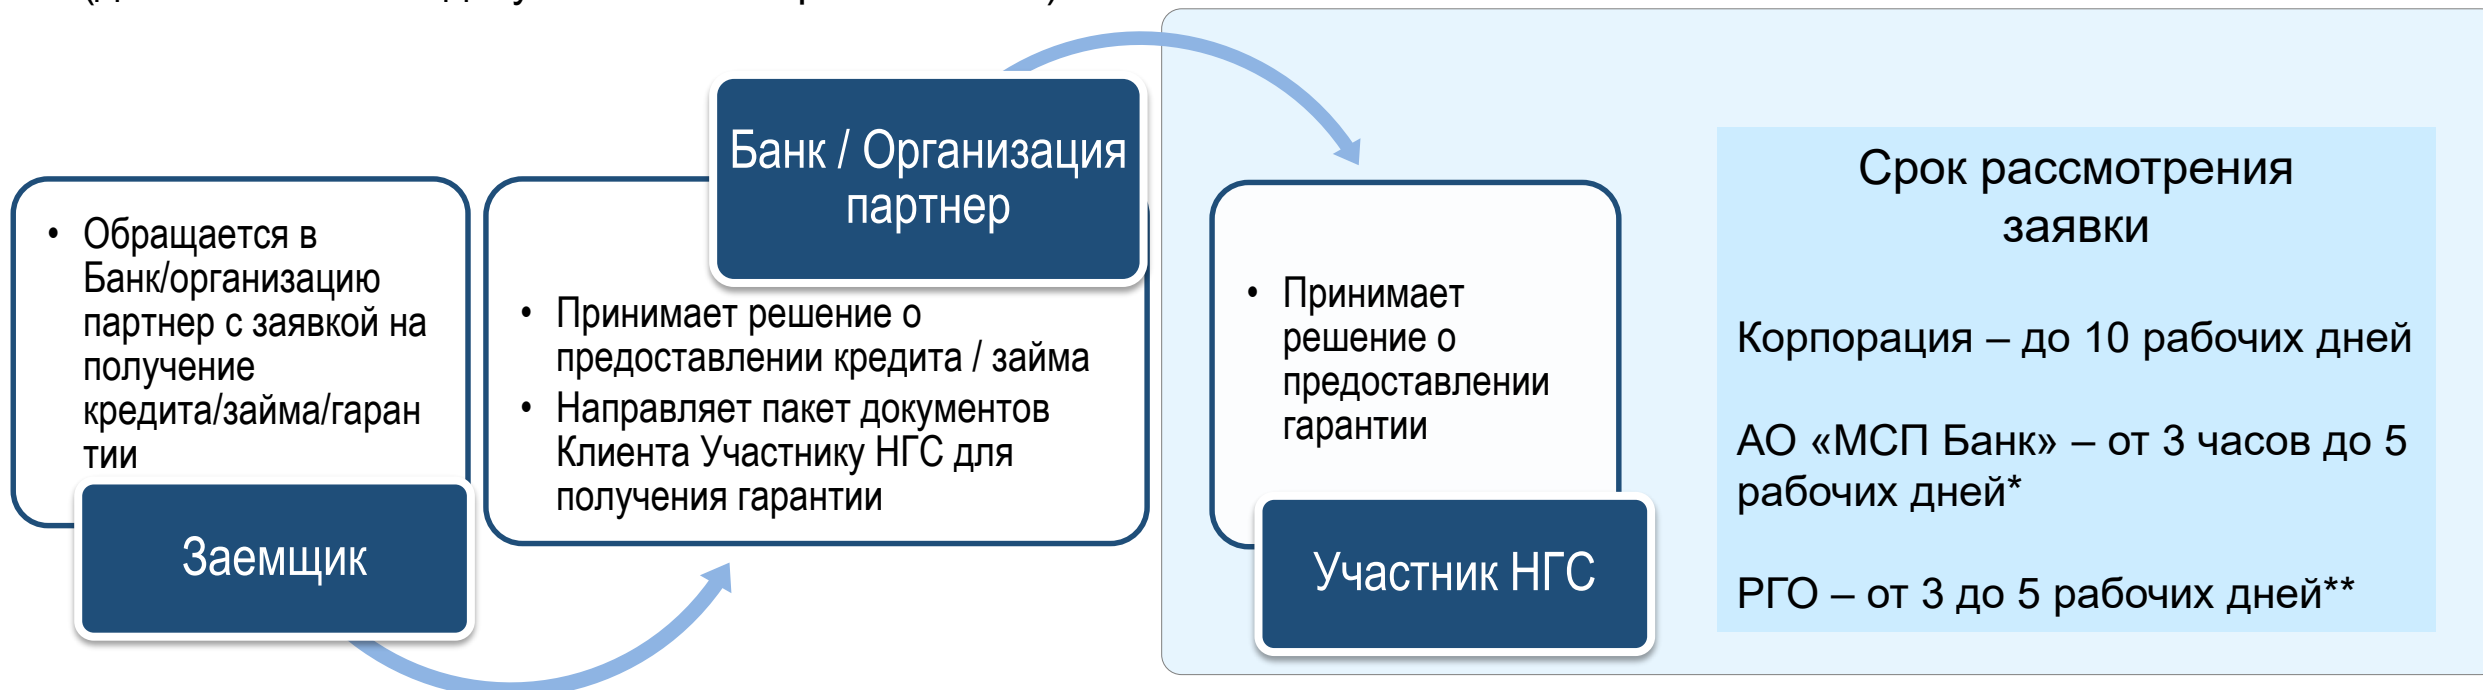 Банк / Организация
партнер
• Обращается в
Банк/организацию
партнер с заявкой на
получение
кредита/займа/гаран
тии
Заемщик
• Принимает решение о
предоставлении кредита / займа
• Направляет пакет документов
Клиента Участнику НГС для
получения гарантии
• Принимает
решение о
предоставлении
гарантии
Участник НГС
Срок рассмотрения
заявки
Корпорация – до 10 рабочих дней
АО «МСП Банк» – от 3 часов до 5
рабочих дней*
РГО – от 3 до 5 рабочих дней**